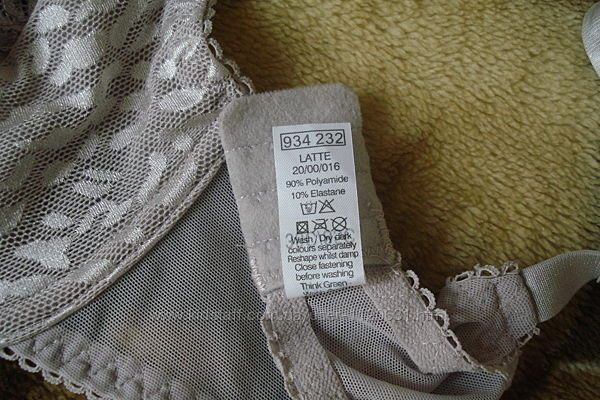 934 232
LATTE
20/00/016
90% Polyamide
10% Elastane
Wash / Dry dark
colours separately
Reshape whilst damp
Close fastening
before washing
Think Green